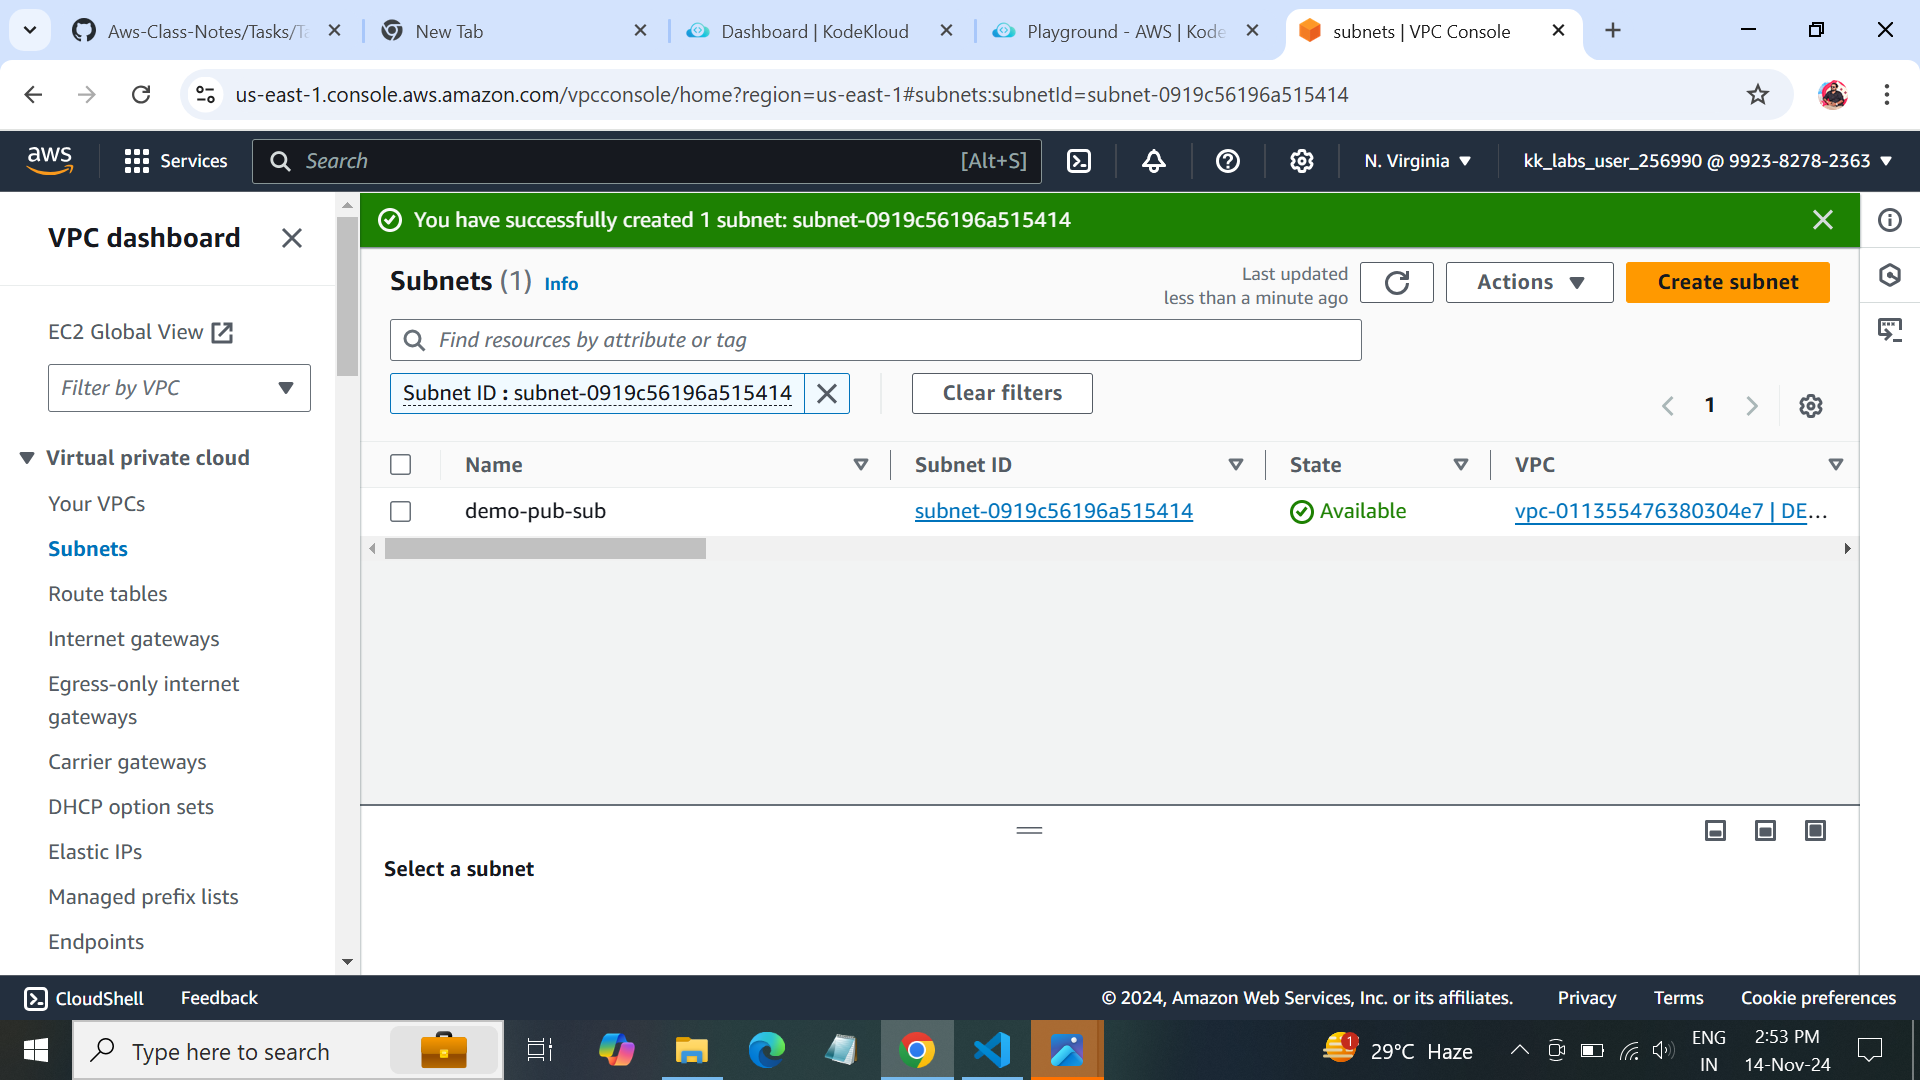 Aws-Class-Notes/Tasks/Ta
New Tab
Dashboard | KodeKloud
Playground - AWS | Kode
subnets | VPC Console
us-east-1.console.aws.amazon.com/vpcconsole/home?region=us-east-1#subnets:subnetId=subnet-0919c56196a515414
aws
Services
Search
[Alt+S]
N. Virginia
kk_labs_user_256990 @ 9923-8278-2363
VPC dashboard
EC2 Global View
Filter by VPC
Virtual private cloud
Your VPCs
Subnets
Route tables
Internet gateways
Egress-only internet
gateways
Carrier gateways
DHCP option sets
Elastic IPs
Managed prefix lists
Endpoints
You have successfully created 1 subnet: subnet-0919c56196a515414
Subnets (1) Info
Last updated
less than a minute ago
Actions
Create subnet
Find resources by attribute or tag
Subnet ID : subnet-0919c56196a515414
Clear filters
1
Name
Subnet ID
State
VPC
demo-pub-sub
subnet-0919c56196a515414
Available
vpc-011355476380304e7 | DE...
Select a subnet
CloudShell
Feedback
© 2024, Amazon Web Services, Inc. or its affiliates.
Privacy
Terms
Cookie preferences
Type here to search
1
29°C Haze
ENG
IN
2:53 PM
14-Nov-24